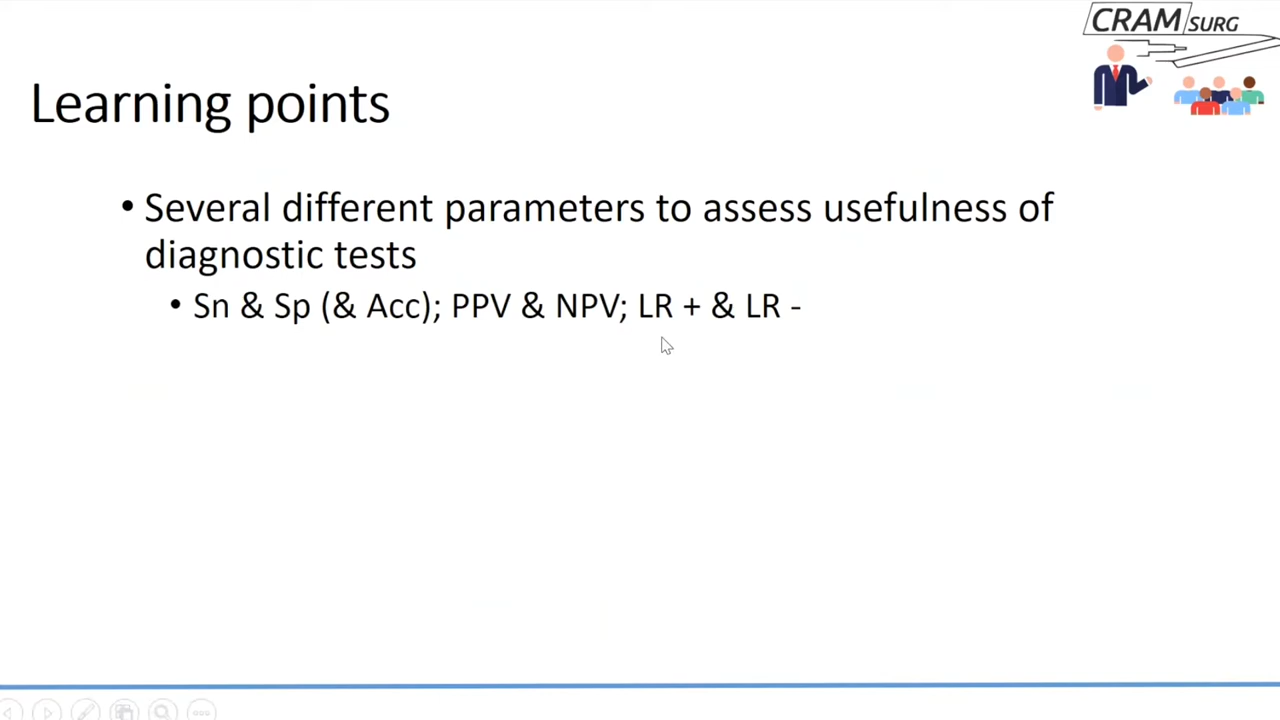 CRAM SURG
Learning points
• Several different parameters to assess usefulness of
diagnostic tests
• Sn & Sp (& Acc); PPV & NPV; LR + & LR -